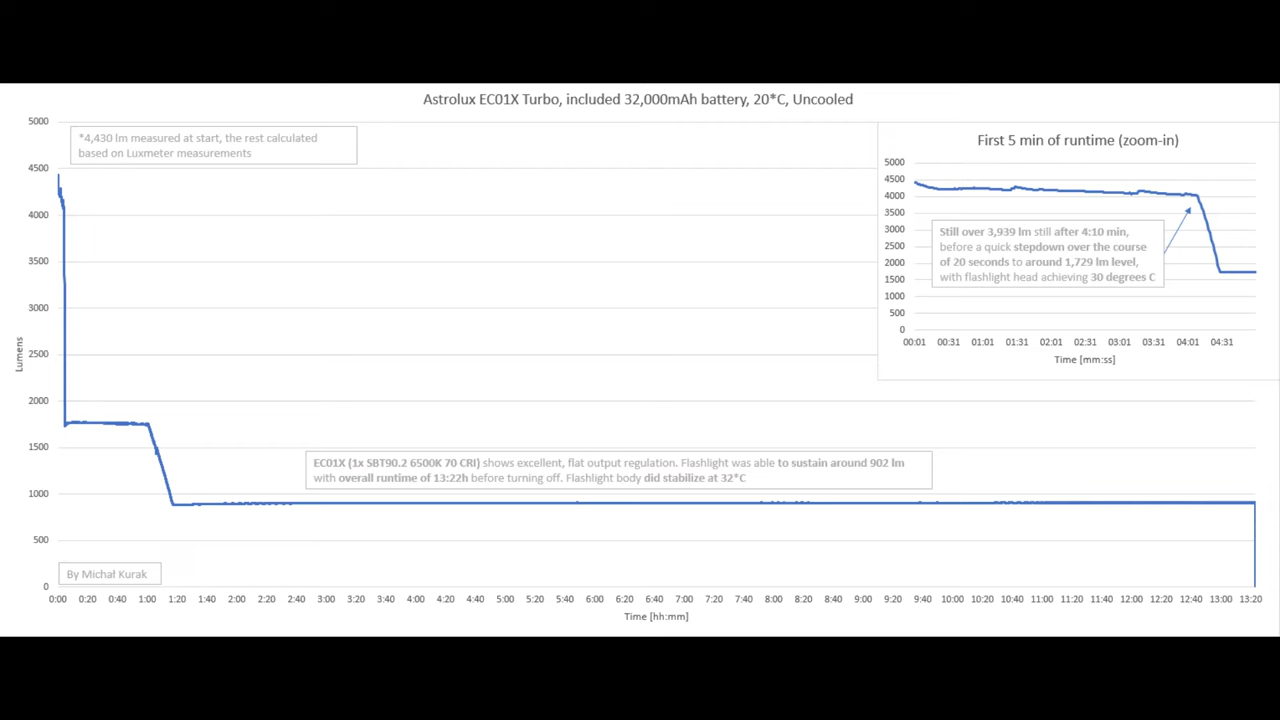 Astrolux EC01X Turbo, included 32,000mAh battery, 20*C, Uncooled
5000
4500
4000
3500
3000
2500
2000
1500
1000
500
0
Lumens
*4,430 lm measured at start, the rest calculated
based on Luxmeter measurements
First 5 min of runtime (zoom-in)
5000
4500
4000
3500
3000
2500
2000
1500
1000
500
0
Still over 3,939 lm still after 4:10 min,
before a quick stepdown over the course
of 20 seconds to around 1,729 lm level,
with flashlight head achieving 30 degrees C
00:01 00:31 01:01 01:31 02:01 02:31 03:01 03:31 04:01 04:31
Time [mm:ss]
EC01X (1x SBT90.2 6500K 70 CRI) shows excellent, flat output regulation. Flashlight was able to sustain around 902 lm
with overall runtime of 13:22h before turning off. Flashlight body did stabilize at 32*C
By Michał Kurak
0:00 0:20 0:40 1:00 1:20 1:40 2:00 2:20 2:40 3:00 3:20 3:40 4:00 4:20 4:40 5:00 5:20 5:40 6:00 6:20 6:40 7:00 7:20 7:40 8:00 8:20 8:40 9:00 9:20 9:40 10:00 10:20 10:40 11:00 11:20 11:40 12:00 12:20 12:40 13:00 13:20
Time [hh:mm]